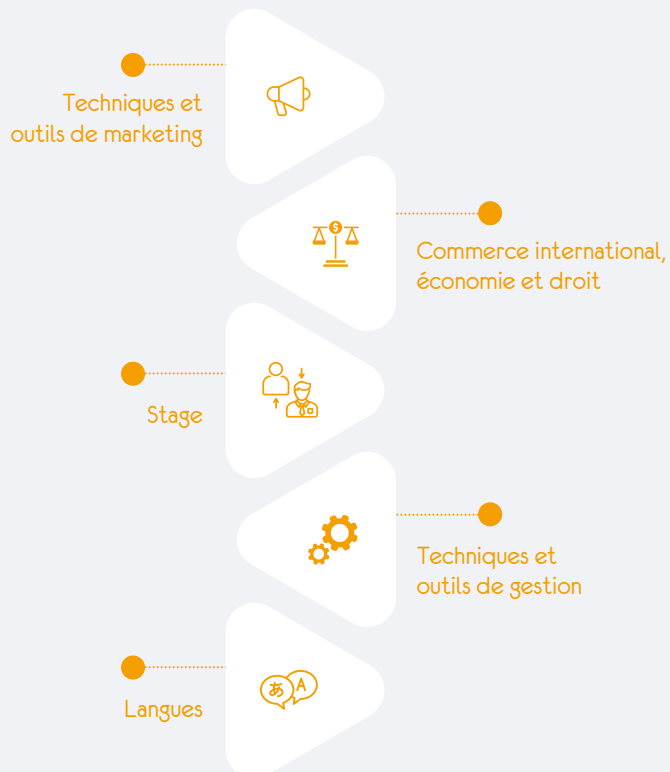 Techniques et
outils de marketing
$
Commerce international,
économie et droit
Stage
Techniques et
outils de gestion
あ A
Langues